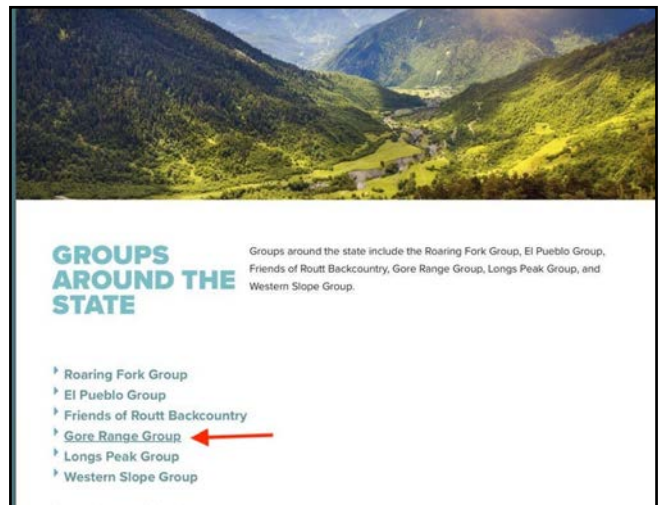 GROUPS
AROUND THE
STATE
Groups around the state include the Roaring Fork Group, El Pueblo Group,
Friends of Routt Backcountry, Gore Range Group, Longs Peak Group, and
Western Slope Group.
Roaring Fork Group
El Pueblo Group
Friends of Routt Backcountry
Gore Range Group
Longs Peak Group
Western Slope Group